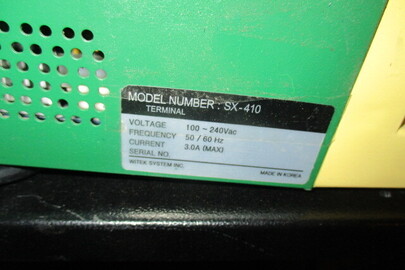 MODEL NUMBER : SX-410
TERMINAL
VOLTAGE 100 - 240Vac
FREQUENCY 50 / 60 Hz
CURRENT 3.0A (MAX)
SERIAL NO.
SYSTEM INC. MADE IN KOREA